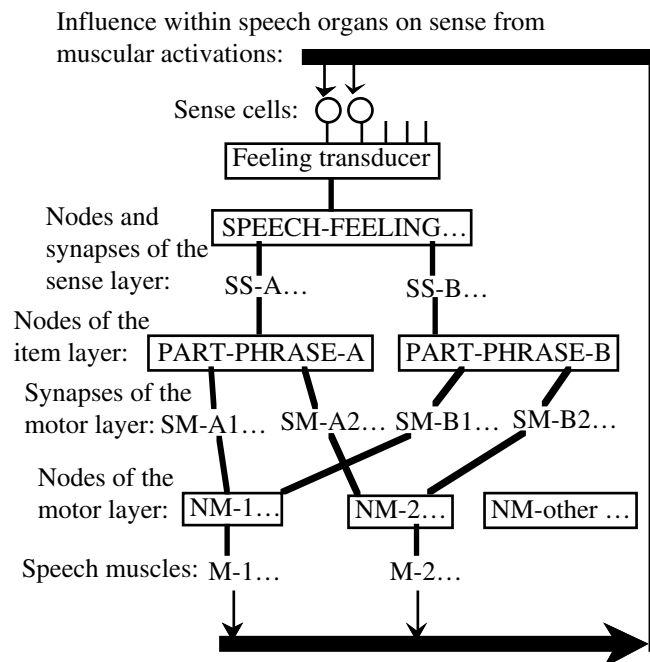 Influence within speech organs on sense from
muscular activations:
Sense cells:
Feeling transducer
Nodes and
synapses of the
sense layer:
SPEECH-FEELING…
SS-A… SS-B…
Nodes of the
item layer:
PART-PHRASE-A PART-PHRASE-B
Synapses of the
motor layer:
SM-A1… SM-A2… SM-B1… SM-B2…
Nodes of the
motor layer:
NM-1… NM-2… NM-other …
Speech muscles: M-1… M-2…